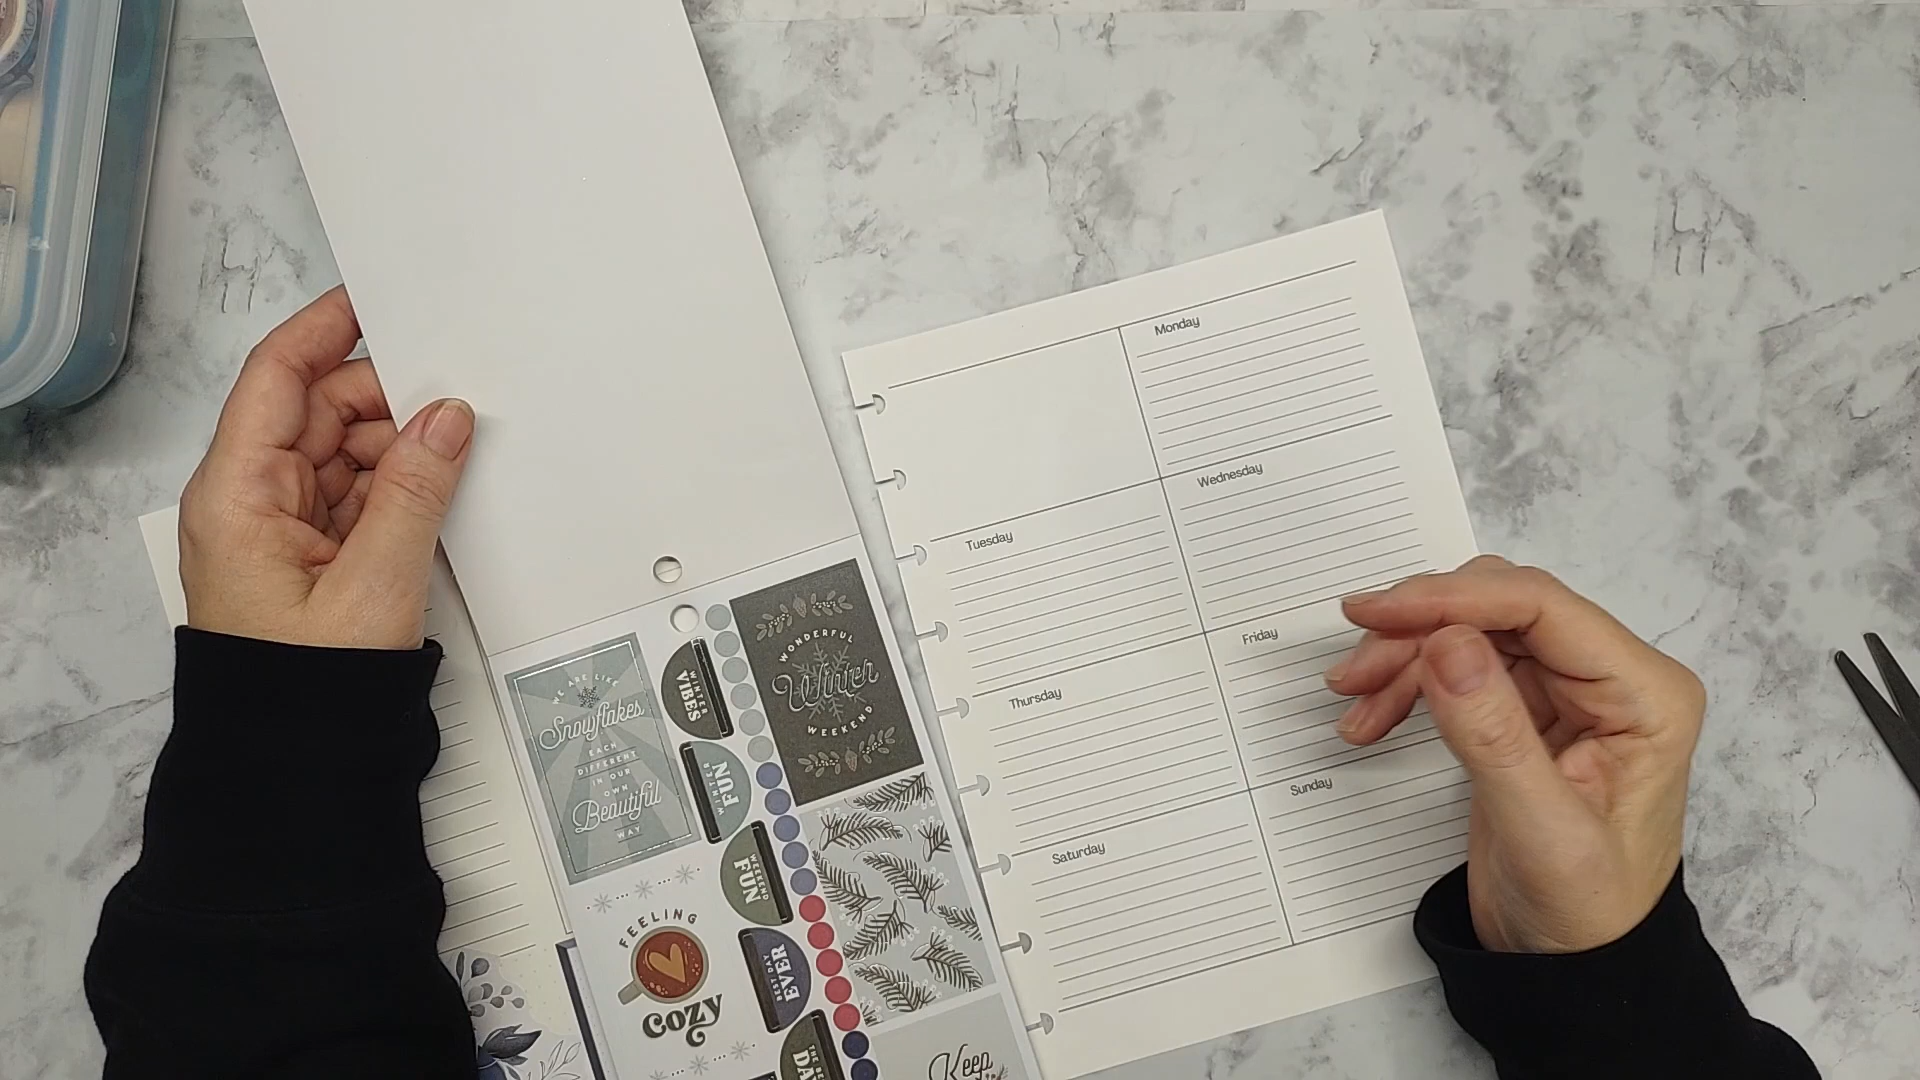 WE ARE LIKE
Snowflakes
EACH
DIFFERENT
IN OUR
OWN
Beautiful
WAY
FEELING
COZY
WINTER
VIBES
WINTER
FUN
WEEKEND
FUN
BEST DAY
EVER
WONDERFUL
Winter
WEEKEND
Keep
Monday
Tuesday
Wednesday
Thursday
Friday
Saturday
Sunday